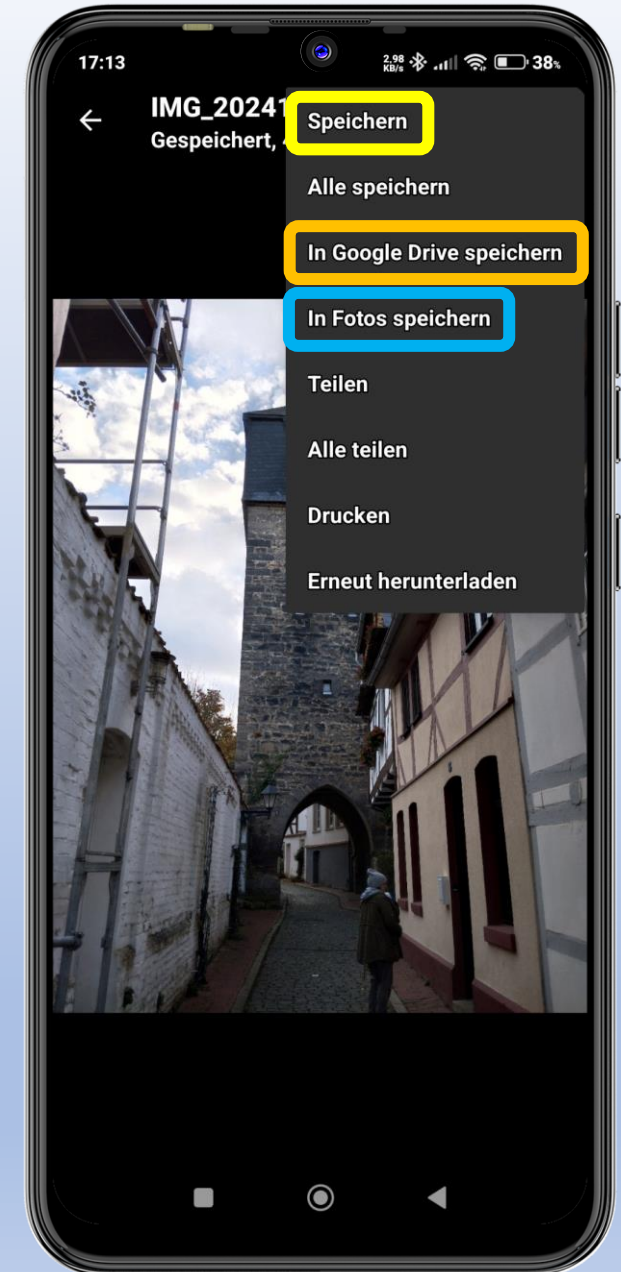 17:13
2,98 KB/s 38%
IMG_20241
Gespeichert,
Speichern
Alle speichern
In Google Drive speichern
In Fotos speichern
Teilen
Alle teilen
Drucken
Erneut herunterladen